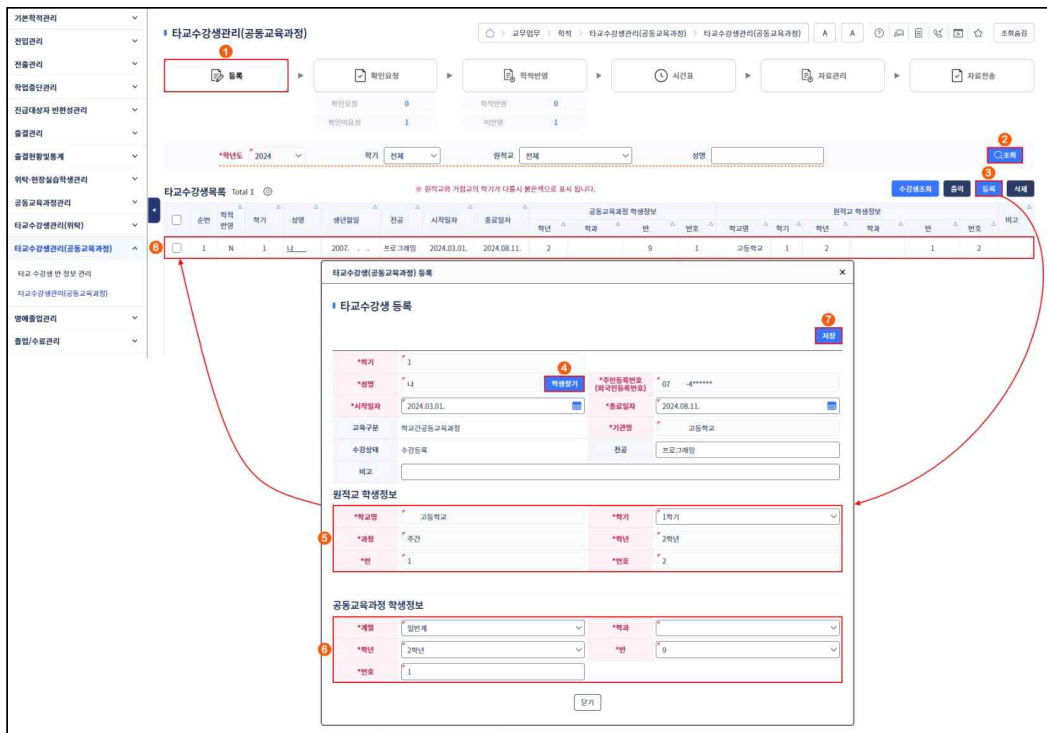 기본학적관리
전입관리
전출관리
학업중단관리
진급대상자 반편성관리
출결관리
출결현황및통계
위탁·현장실습학생관리
공동교육과정관리
타교수강생관리(위탁)
타교수강생관리(공동교육과정)
타교 수강생 반 정보 관리
타교수강생관리(공동교육과정)
명예졸업관리
졸업/수료관리
타교수강생관리(공동교육과정)
교무업무 > 학적 > 타교수강생관리(공동교육과정) > 타교수강생관리(공동교육과정) A A 조회숨김
1
등록 확인요청 학적반영 시간표 자료관리 자료전송
확인요청 0 학적반영 0
확인미요청 1 미반영 1
2
*학년도 2024 학기 전체 원적교 전체 성명 조회
3
타교수강생목록 Total 1 ※ 원적교와 거점교의 학기가 다를시 붉은색으로 표시 됩니다. 수강생조회 출력 등록 삭제
순번 학적반영 학기 성명 생년월일 전공 시작일자 종료일자 공동교육과정 학생정보 원적교 학생정보 비고
학년 학과 반 번호 학교명 학기 학년 학과 반 번호
8 1 N 1 나 2007. . . 프로그래밍 2024.03.01. 2024.08.11. 2 9 1 고등학교 1 2 1 2
타교수강생(공동교육과정) 등록 ×
타교수강생 등록
7
저장
*학기 1
4
*성명 나 학생찾기 *주민등록번호(외국인등록번호) 07 -4******
*시작일자 2024.03.01. *종료일자 2024.08.11.
교육구분 학교간공동교육과정 *기관명 고등학교
수강상태 수강등록 전공 프로그래밍
비고
원적교 학생정보
*학교명 고등학교 *학기 1학기
5 *과정 주간 *학년 2학년
*반 1 *번호 2
공동교육과정 학생정보
*계열 일반계 *학과
6 *학년 2학년 *반 9
*번호 1
닫기